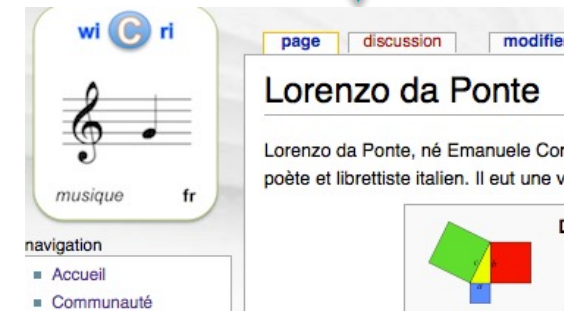 wi C ri
musique fr
navigation
Accueil
Communauté
page discussion modifie
Lorenzo da Ponte
Lorenzo da Ponte, né Emanuele Cor
poète et librettiste italien. Il eut une v
D
c b
a